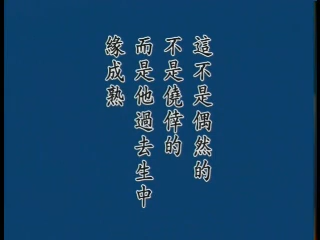 這不是偶然的
不是僥倖的
而是他過去生中
緣成熟